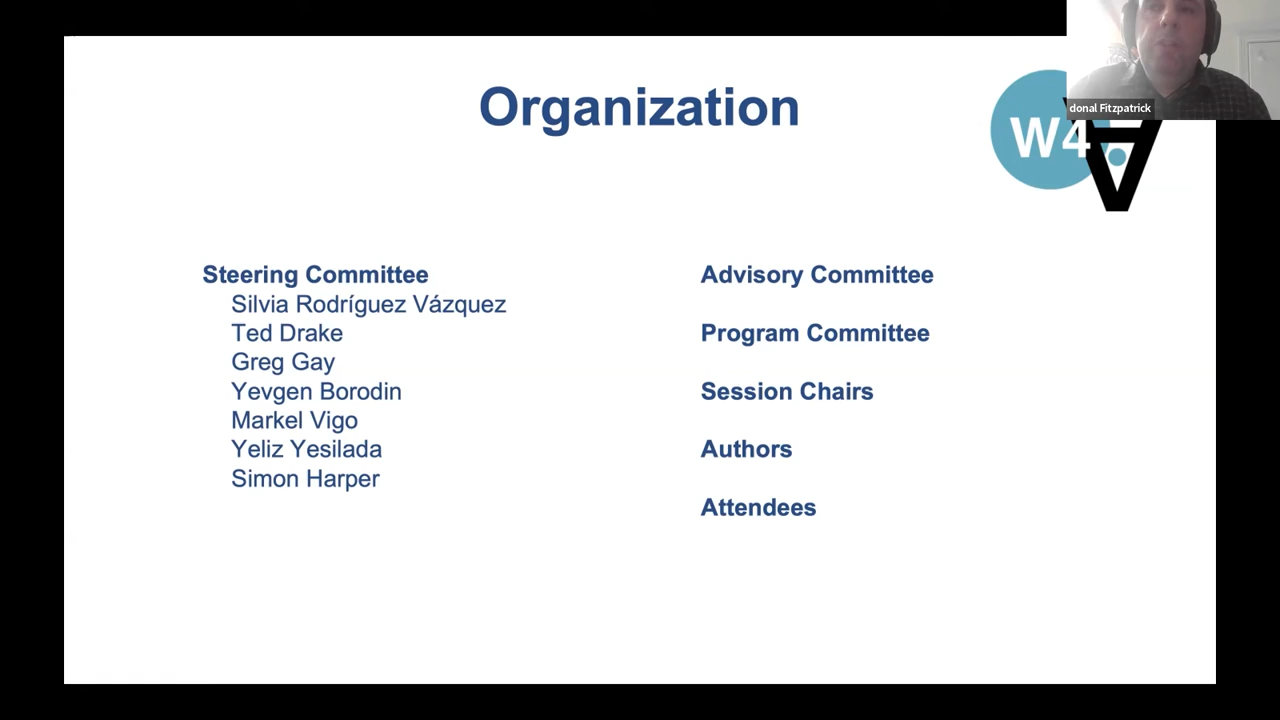 Organization
donal Fitzpatrick
W4
Steering Committee
Silvia Rodríguez Vázquez
Ted Drake
Greg Gay
Yevgen Borodin
Markel Vigo
Yeliz Yesilada
Simon Harper
Advisory Committee
Program Committee
Session Chairs
Authors
Attendees